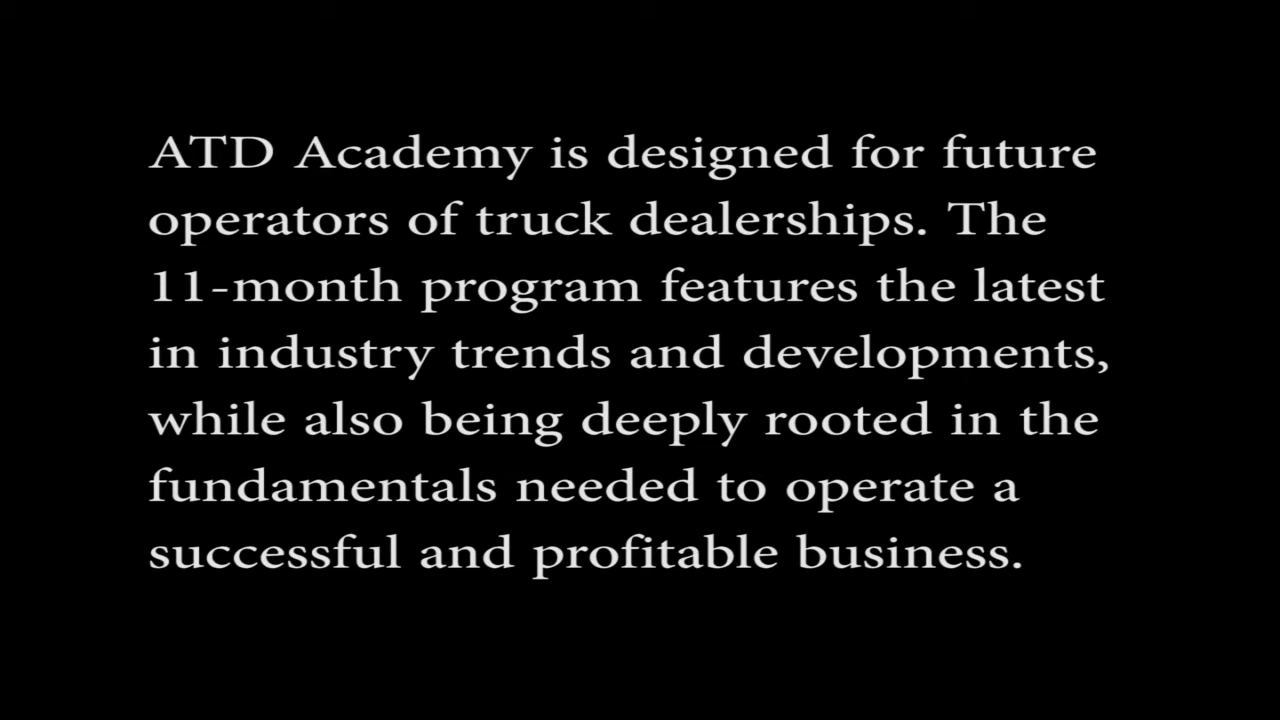 ATD Academy is designed for future
operators of truck dealerships. The
11-month program features the latest
in industry trends and developments,
while also being deeply rooted in the
fundamentals needed to operate a
successful and profitable business.